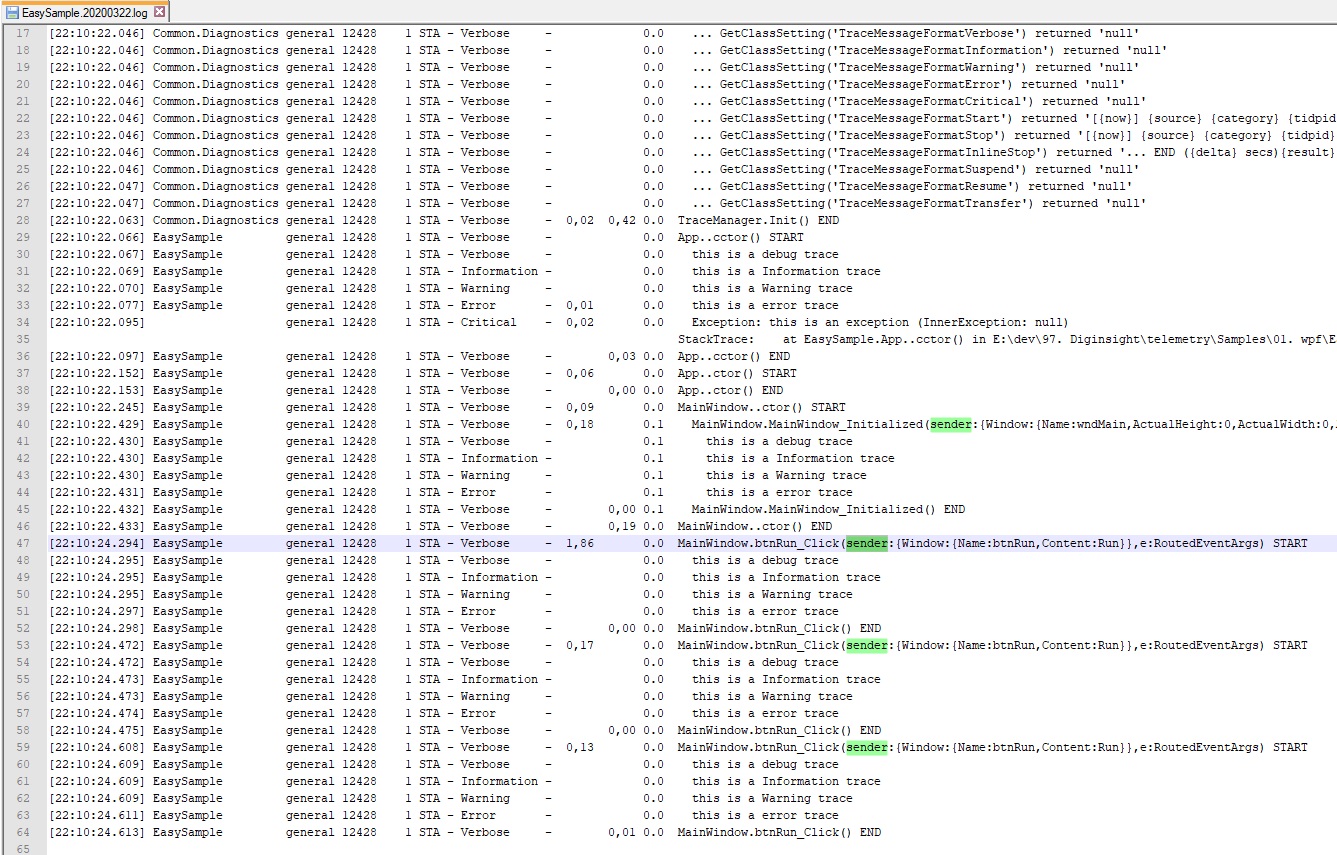 EasySample.20200322.log
17 [22:10:22.046] Common.Diagnostics general 12428    1 STA - Verbose     -             0.0  ... GetClassSetting('TraceMessageFormatVerbose') returned 'null'
18 [22:10:22.046] Common.Diagnostics general 12428    1 STA - Verbose     -             0.0  ... GetClassSetting('TraceMessageFormatInformation') returned 'null'
19 [22:10:22.046] Common.Diagnostics general 12428    1 STA - Verbose     -             0.0  ... GetClassSetting('TraceMessageFormatWarning') returned 'null'
20 [22:10:22.046] Common.Diagnostics general 12428    1 STA - Verbose     -             0.0  ... GetClassSetting('TraceMessageFormatError') returned 'null'
21 [22:10:22.046] Common.Diagnostics general 12428    1 STA - Verbose     -             0.0  ... GetClassSetting('TraceMessageFormatCritical') returned 'null'
22 [22:10:22.046] Common.Diagnostics general 12428    1 STA - Verbose     -             0.0  ... GetClassSetting('TraceMessageFormatStart') returned '[{now}] {source} {category} {tidpid
23 [22:10:22.046] Common.Diagnostics general 12428    1 STA - Verbose     -             0.0  ... GetClassSetting('TraceMessageFormatStop') returned '[{now}] {source} {category} {tidpid}
24 [22:10:22.046] Common.Diagnostics general 12428    1 STA - Verbose     -             0.0  ... GetClassSetting('TraceMessageFormatInlineStop') returned '... END ({delta} secs){result}
25 [22:10:22.046] Common.Diagnostics general 12428    1 STA - Verbose     -             0.0  ... GetClassSetting('TraceMessageFormatSuspend') returned 'null'
26 [22:10:22.047] Common.Diagnostics general 12428    1 STA - Verbose     -             0.0  ... GetClassSetting('TraceMessageFormatResume') returned 'null'
27 [22:10:22.047] Common.Diagnostics general 12428    1 STA - Verbose     -             0.0  ... GetClassSetting('TraceMessageFormatTransfer') returned 'null'
28 [22:10:22.063] Common.Diagnostics general 12428    1 STA - Verbose     - 0,02  0,42 0.0  TraceManager.Init() END
29 [22:10:22.066] EasySample         general 12428    1 STA - Verbose     -             0.0  App..cctor() START
30 [22:10:22.067] EasySample         general 12428    1 STA - Verbose     -             0.0    this is a debug trace
31 [22:10:22.069] EasySample         general 12428    1 STA - Information -             0.0    this is a Information trace
32 [22:10:22.070] EasySample         general 12428    1 STA - Warning     -             0.0    this is a Warning trace
33 [22:10:22.077] EasySample         general 12428    1 STA - Error       - 0,01        0.0    this is a error trace
34 [22:10:22.095]                    general 12428    1 STA - Critical    - 0,02        0.0    Exception: this is an exception (InnerException: null)
35 StackTrace:    at EasySample.App..cctor() in E:\dev\97. Diginsight\telemetry\Samples\01. wpf\E
36 [22:10:22.097] EasySample         general 12428    1 STA - Verbose     -       0,03 0.0  App..cctor() END
37 [22:10:22.152] EasySample         general 12428    1 STA - Verbose     - 0,06        0.0  App..ctor() START
38 [22:10:22.153] EasySample         general 12428    1 STA - Verbose     -       0,00 0.0  App..ctor() END
39 [22:10:22.245] EasySample         general 12428    1 STA - Verbose     - 0,09        0.0  MainWindow..ctor() START
40 [22:10:22.429] EasySample         general 12428    1 STA - Verbose     - 0,18        0.1    MainWindow.MainWindow_Initialized(sender:{Window:{Name:wndMain,ActualHeight:0,ActualWidth:0,
41 [22:10:22.430] EasySample         general 12428    1 STA - Verbose     -             0.1      this is a debug trace
42 [22:10:22.430] EasySample         general 12428    1 STA - Information -             0.1      this is a Information trace
43 [22:10:22.430] EasySample         general 12428    1 STA - Warning     -             0.1      this is a Warning trace
44 [22:10:22.431] EasySample         general 12428    1 STA - Error       -             0.1      this is a error trace
45 [22:10:22.432] EasySample         general 12428    1 STA - Verbose     -       0,00 0.1    MainWindow.MainWindow_Initialized() END
46 [22:10:22.433] EasySample         general 12428    1 STA - Verbose     -       0,19 0.0  MainWindow..ctor() END
47 [22:10:24.294] EasySample         general 12428    1 STA - Verbose     - 1,86        0.0  MainWindow.btnRun_Click(sender:{Window:{Name:btnRun,Content:Run}},e:RoutedEventArgs) START
48 [22:10:24.295] EasySample         general 12428    1 STA - Verbose     -             0.0    this is a debug trace
49 [22:10:24.295] EasySample         general 12428    1 STA - Information -             0.0    this is a Information trace
50 [22:10:24.295] EasySample         general 12428    1 STA - Warning     -             0.0    this is a Warning trace
51 [22:10:24.297] EasySample         general 12428    1 STA - Error       -             0.0    this is a error trace
52 [22:10:24.298] EasySample         general 12428    1 STA - Verbose     -       0,00 0.0  MainWindow.btnRun_Click() END
53 [22:10:24.472] EasySample         general 12428    1 STA - Verbose     - 0,17        0.0  MainWindow.btnRun_Click(sender:{Window:{Name:btnRun,Content:Run}},e:RoutedEventArgs) START
54 [22:10:24.472] EasySample         general 12428    1 STA - Verbose     -             0.0    this is a debug trace
55 [22:10:24.473] EasySample         general 12428    1 STA - Information -             0.0    this is a Information trace
56 [22:10:24.473] EasySample         general 12428    1 STA - Warning     -             0.0    this is a Warning trace
57 [22:10:24.474] EasySample         general 12428    1 STA - Error       -             0.0    this is a error trace
58 [22:10:24.475] EasySample         general 12428    1 STA - Verbose     -       0,00 0.0  MainWindow.btnRun_Click() END
59 [22:10:24.608] EasySample         general 12428    1 STA - Verbose     - 0,13        0.0  MainWindow.btnRun_Click(sender:{Window:{Name:btnRun,Content:Run}},e:RoutedEventArgs) START
60 [22:10:24.609] EasySample         general 12428    1 STA - Verbose     -             0.0    this is a debug trace
61 [22:10:24.609] EasySample         general 12428    1 STA - Information -             0.0    this is a Information trace
62 [22:10:24.609] EasySample         general 12428    1 STA - Warning     -             0.0    this is a Warning trace
63 [22:10:24.611] EasySample         general 12428    1 STA - Error       -             0.0    this is a error trace
64 [22:10:24.613] EasySample         general 12428    1 STA - Verbose     -       0,01 0.0  MainWindow.btnRun_Click() END
65